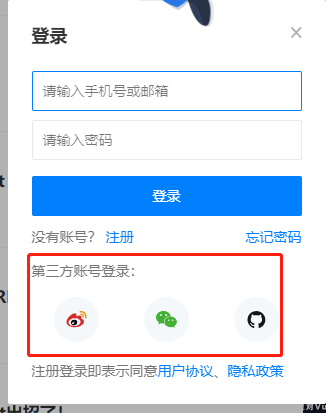 登录
请输入手机号或邮箱
请输入密码
登录
没有账号？ 注册 忘记密码
第三方账号登录：
注册登录即表示同意用户协议、隐私政策